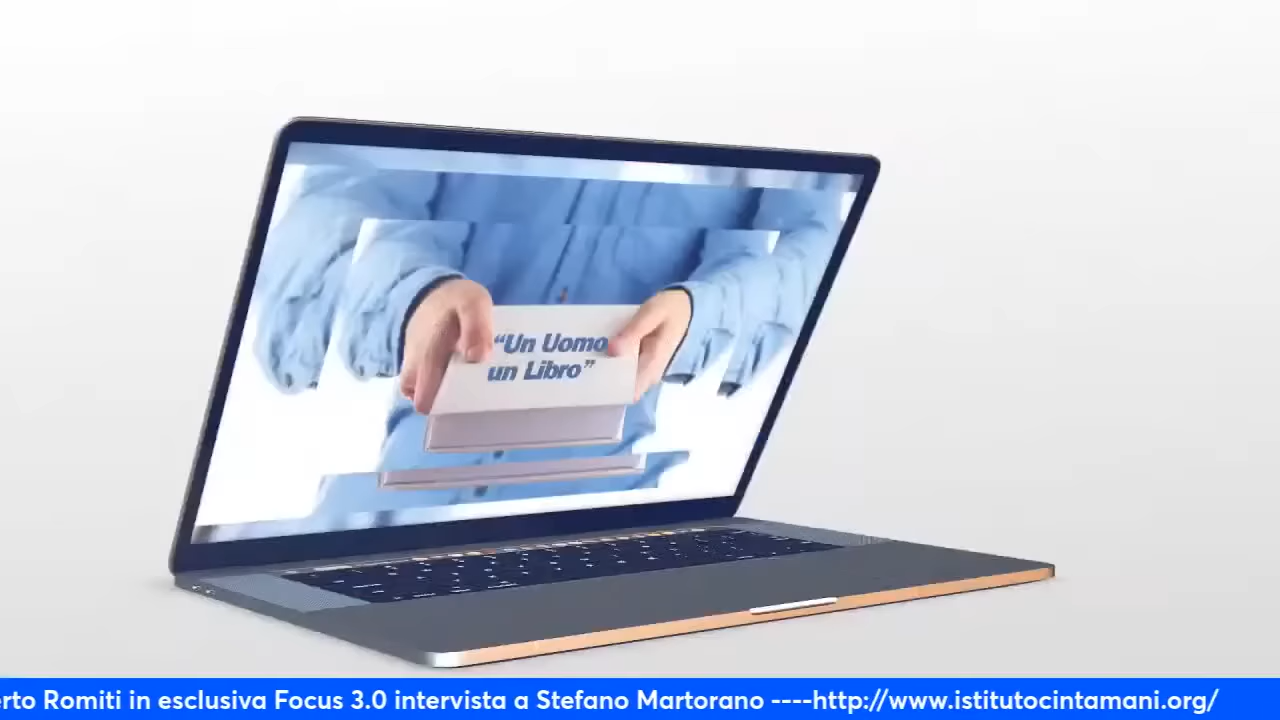 “Un Uomo
un Libro”
erto Romiti in esclusiva Focus 3.0 intervista a Stefano Martorano ----http://www.istitutocintamani.org/